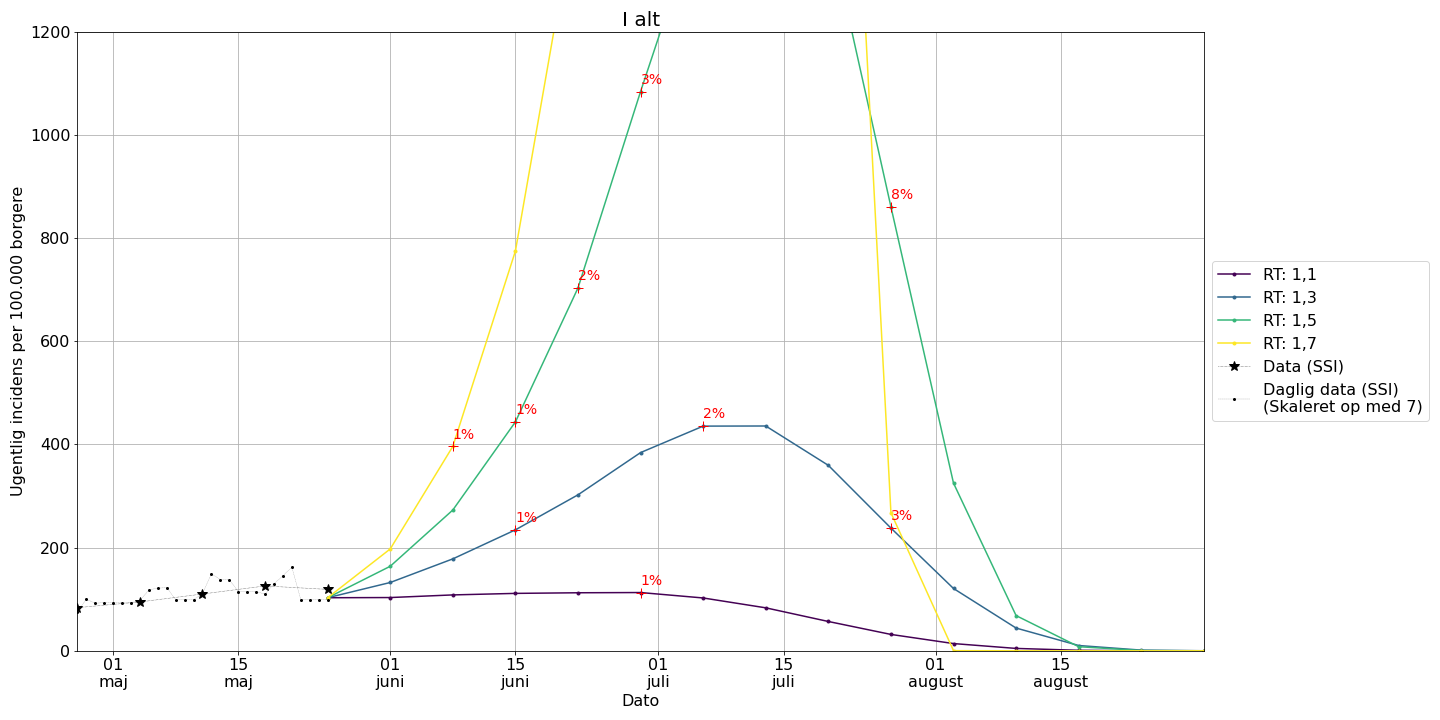 I alt
Ugentlig incidens per 100.000 borgere
1200
1000
800
600
400
200
0
3%
8%
2%
1%
1%
2%
1%
3%
1%
01 15 01 15 01 15 01 15
maj maj juni juni juli juli august august
Dato
RT: 1,1
RT: 1,3
RT: 1,5
RT: 1,7
Data (SSI)
Daglig data (SSI)
(Skaleret op med 7)